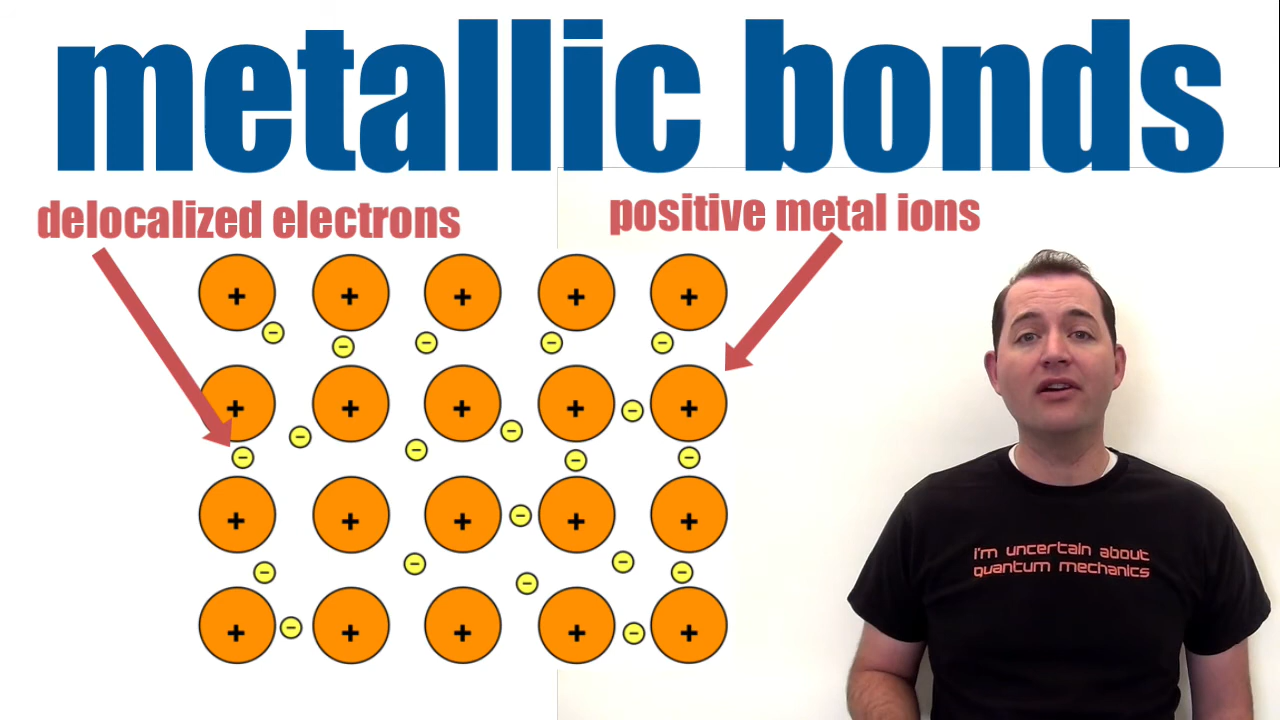 metallic bonds
delocalized electrons
positive metal ions
+ + + + +
− − − − −
+ + + + −  +
− − − 
− − −
+ + + − + +
− − − − −
+ − + + + − +
i'm uncertain about
quantum mechanics